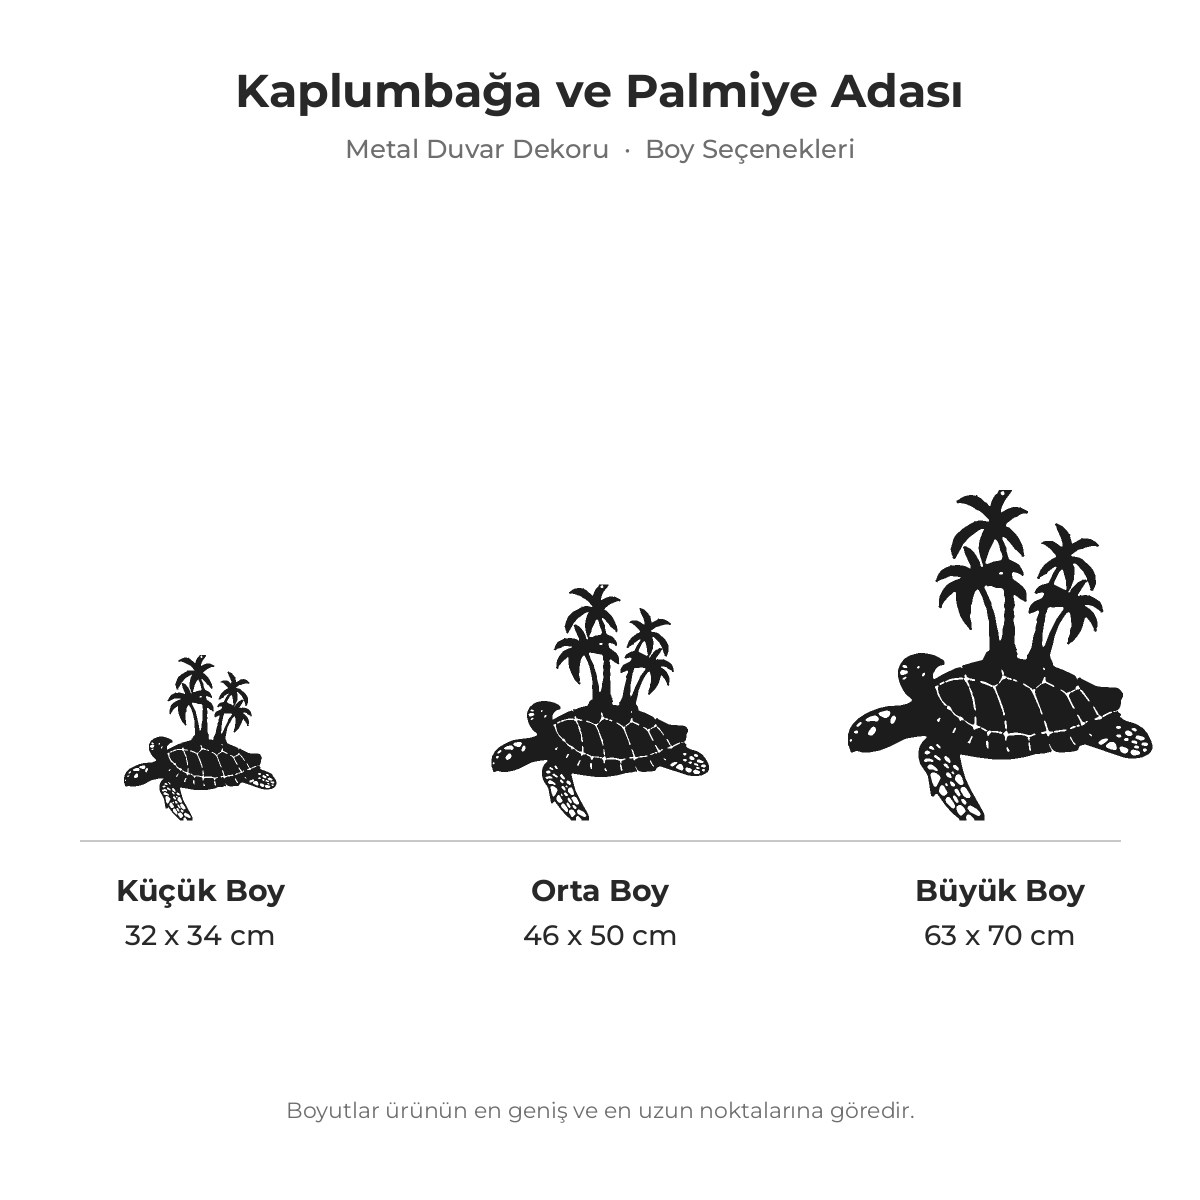 Kaplumbağa ve Palmiye Adası
Metal Duvar Dekoru · Boy Seçenekleri
Küçük Boy
32 x 34 cm
Orta Boy
46 x 50 cm
Büyük Boy
63 x 70 cm
Boyutlar ürünün en geniş ve en uzun noktalarına göredir.